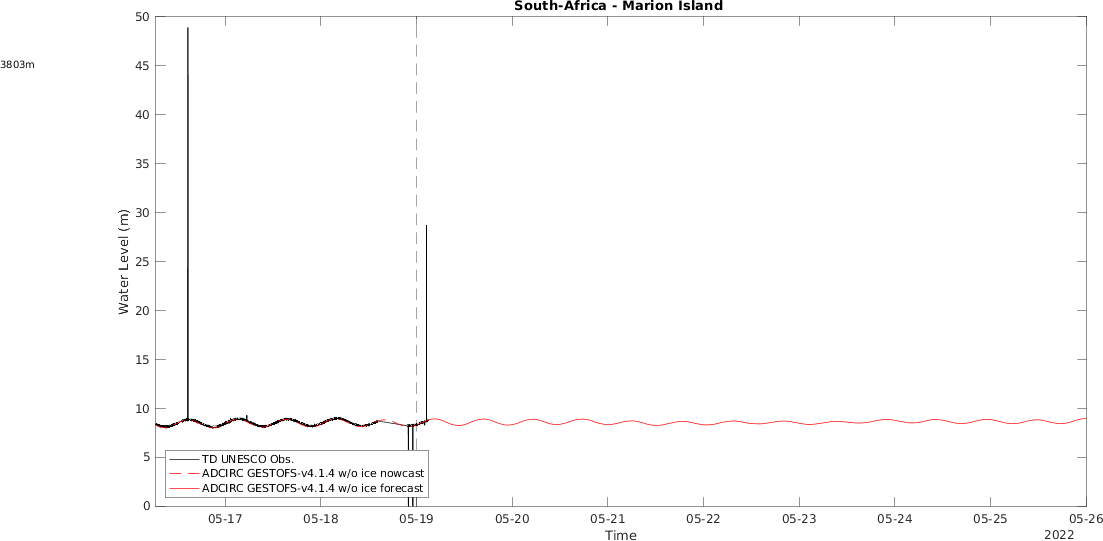 South-Africa - Marion Island
3803m
Water Level (m)
50
45
40
35
30
25
20
15
10
5
0
TD UNESCO Obs.
ADCIRC GESTOFS-v4.1.4 w/o ice nowcast
ADCIRC GESTOFS-v4.1.4 w/o ice forecast
05-17 05-18 05-19 05-20 05-21 05-22 05-23 05-24 05-25 05-26
Time
2022